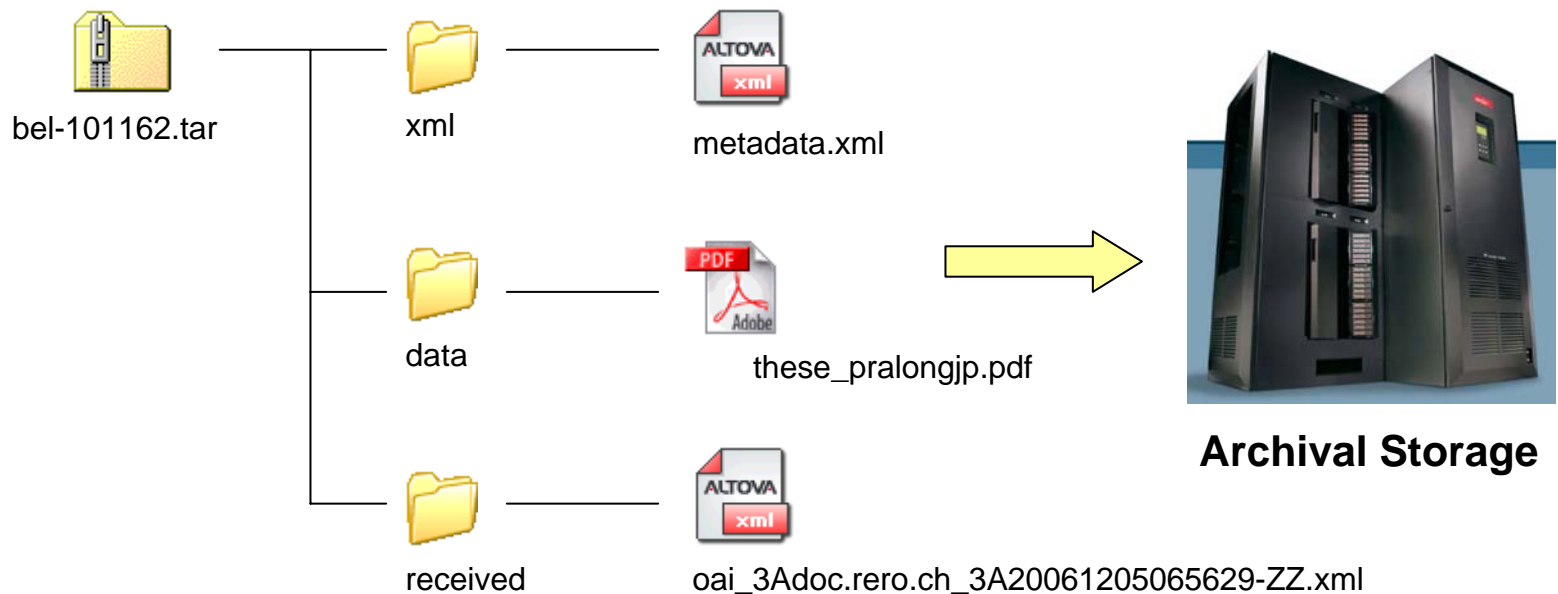 bel-101162.tar
xml
ALTOVA
xml
metadata.xml
data
PDF
Adobe
these_pralongjp.pdf
Archival Storage
received
ALTOVA
xml
oai_3Adoc.rero.ch_3A20061205065629-ZZ.xml